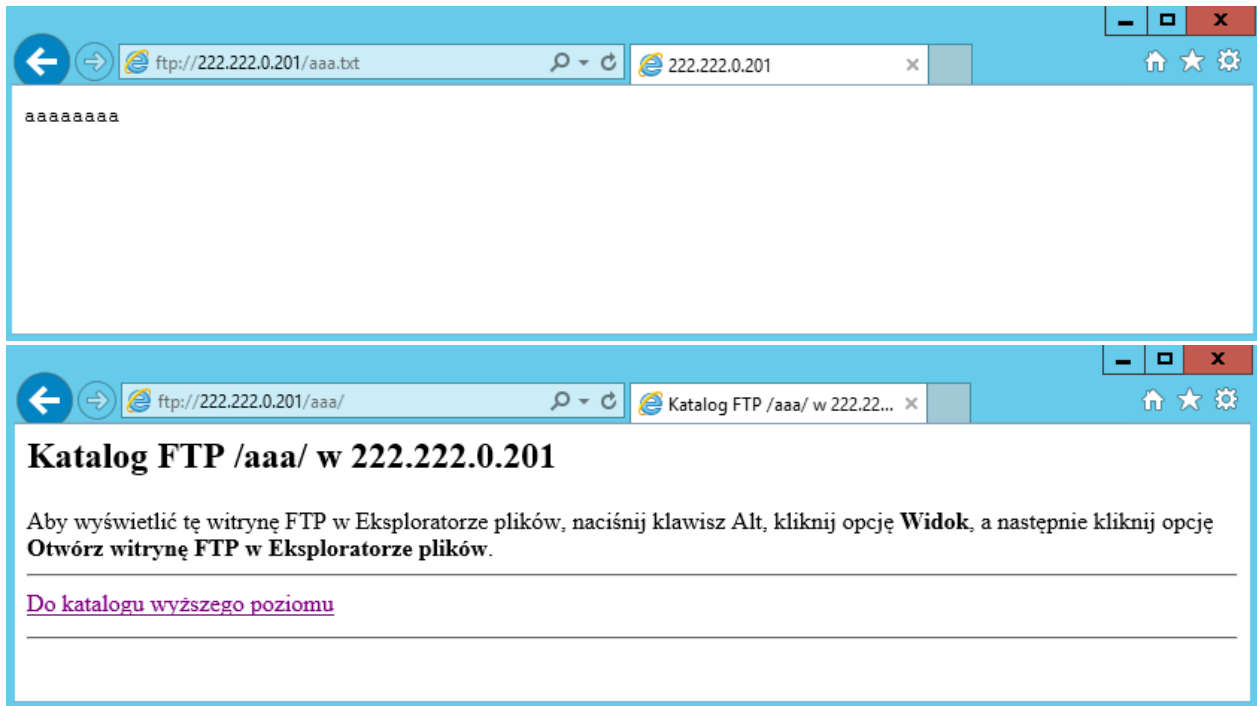 ftp://222.222.0.201/aaa.txt
222.222.0.201
aaaaaaaa
ftp://222.222.0.201/aaa/
Katalog FTP /aaa/ w 222.22...
Katalog FTP /aaa/ w 222.222.0.201
Aby wyświetlić tę witrynę FTP w Eksploratorze plików, naciśnij klawisz Alt, kliknij opcję Widok, a następnie kliknij opcję
Otwórz witrynę FTP w Eksploratorze plików.
Do katalogu wyższego poziomu